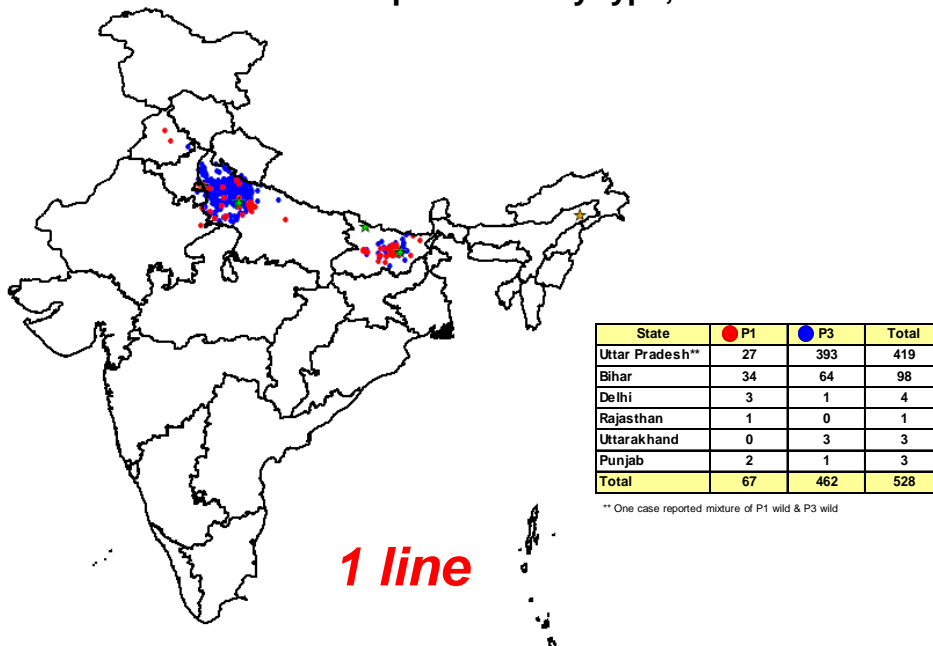 State P1 P3 Total
Uttar Pradesh** 27 393 419
Bihar 34 64 98
Delhi 3 1 4
Rajasthan 1 0 1
Uttarakhand 0 3 3
Punjab 2 1 3
Total 67 462 528
** One case reported mixture of P1 wild & P3 wild
1 line